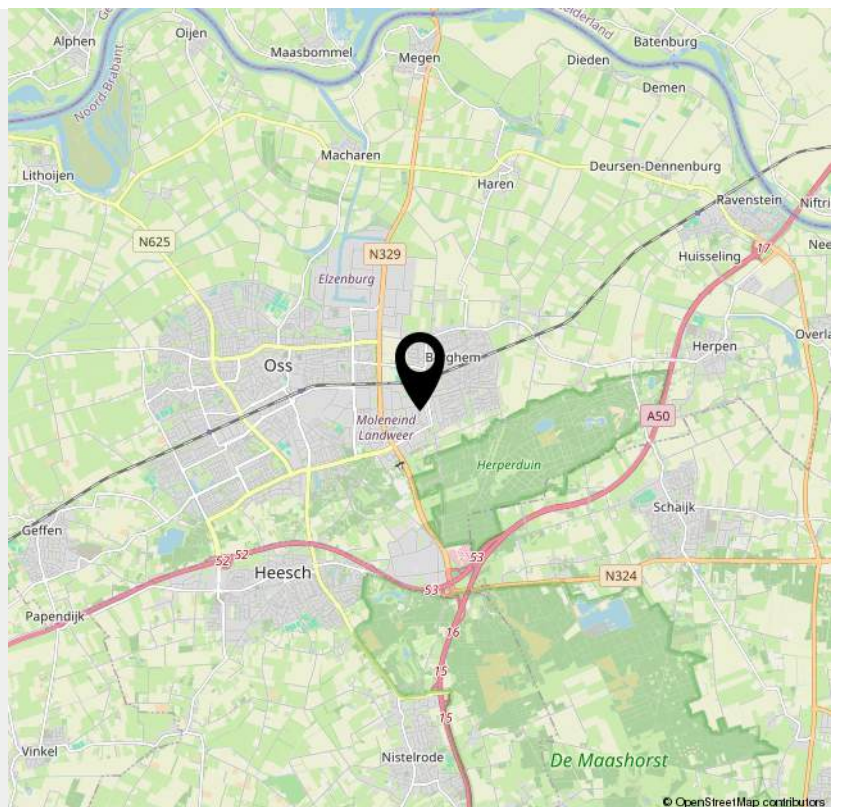 Alphen
Oijen
Maasbommel
Megen
Batenburg
Dieden
Demen
Noord-Brabant
Macharen
Lithoijen
Haren
Deursen-Dennenburg
Ravenstein
N625
N329
17
Huisseling
Elzenburg
Oss
Herpen
Moleneind
Landweer
A50
Herperduin
Schaijk
Geffen
52
52
53
Heesch
53
N324
Papendijk
16
15
15
Vinkel
Nistelrode
De Maashorst
© OpenStreetMap contributors